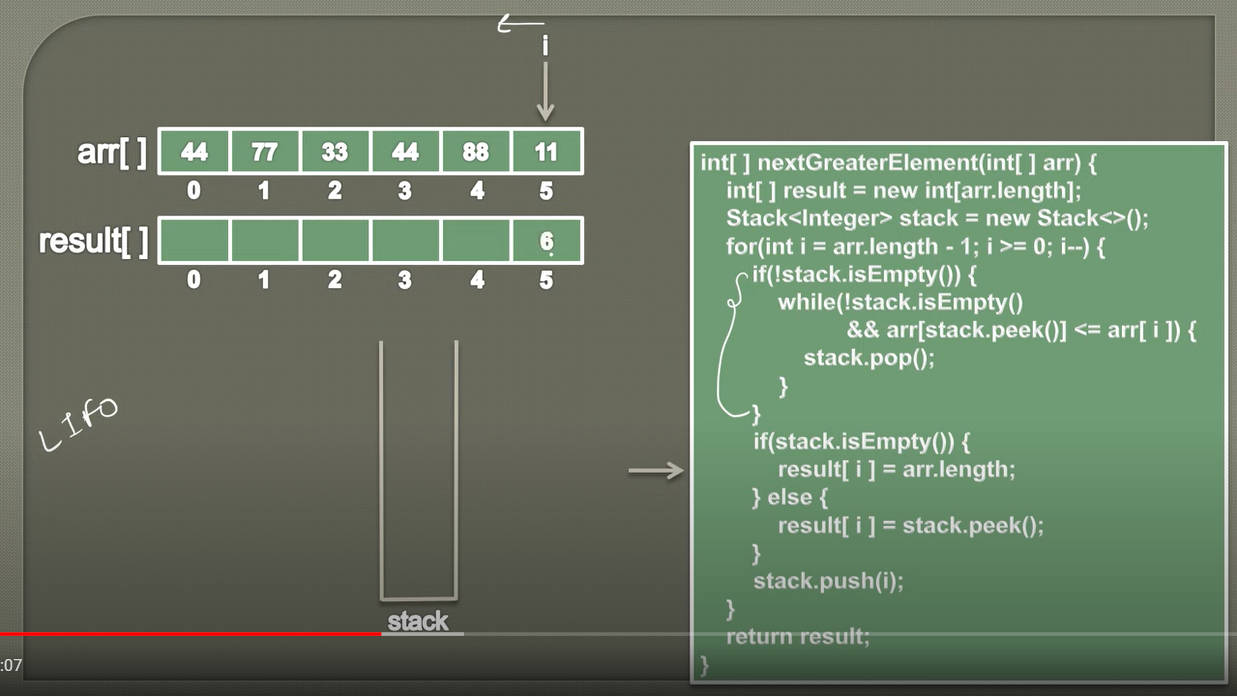 i
arr[ ] 44 77 33 44 88 11
0 1 2 3 4 5
result[ ] 6
0 1 2 3 4 5
LIFO
stack
:07
int[ ] nextGreaterElement(int[ ] arr) {
int[ ] result = new int[arr.length];
Stack<Integer> stack = new Stack<>();
for(int i = arr.length - 1; i >= 0; i--) {
if(!stack.isEmpty()) {
while(!stack.isEmpty()
&& arr[stack.peek()] <= arr[ i ]) {
stack.pop();
}
}
if(stack.isEmpty()) {
result[ i ] = arr.length;
} else {
result[ i ] = stack.peek();
}
stack.push(i);
}
return result;
}